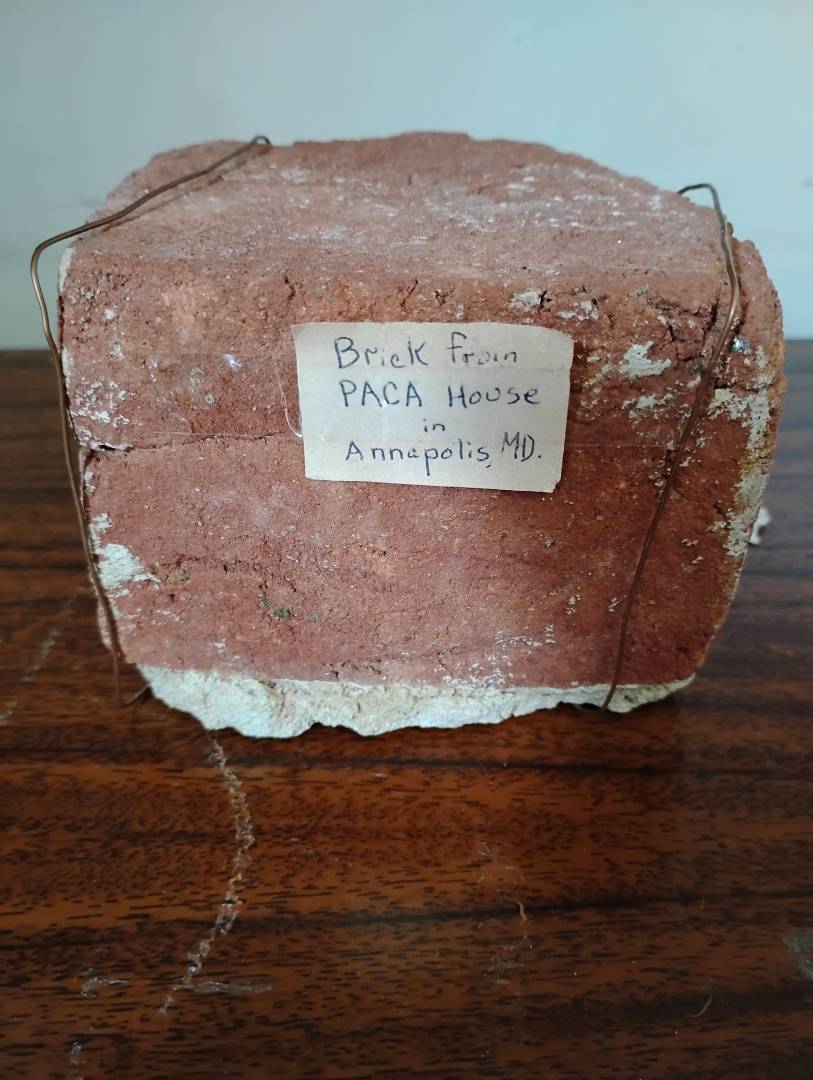 Brick from
PACA House
in
Annapolis, MD.